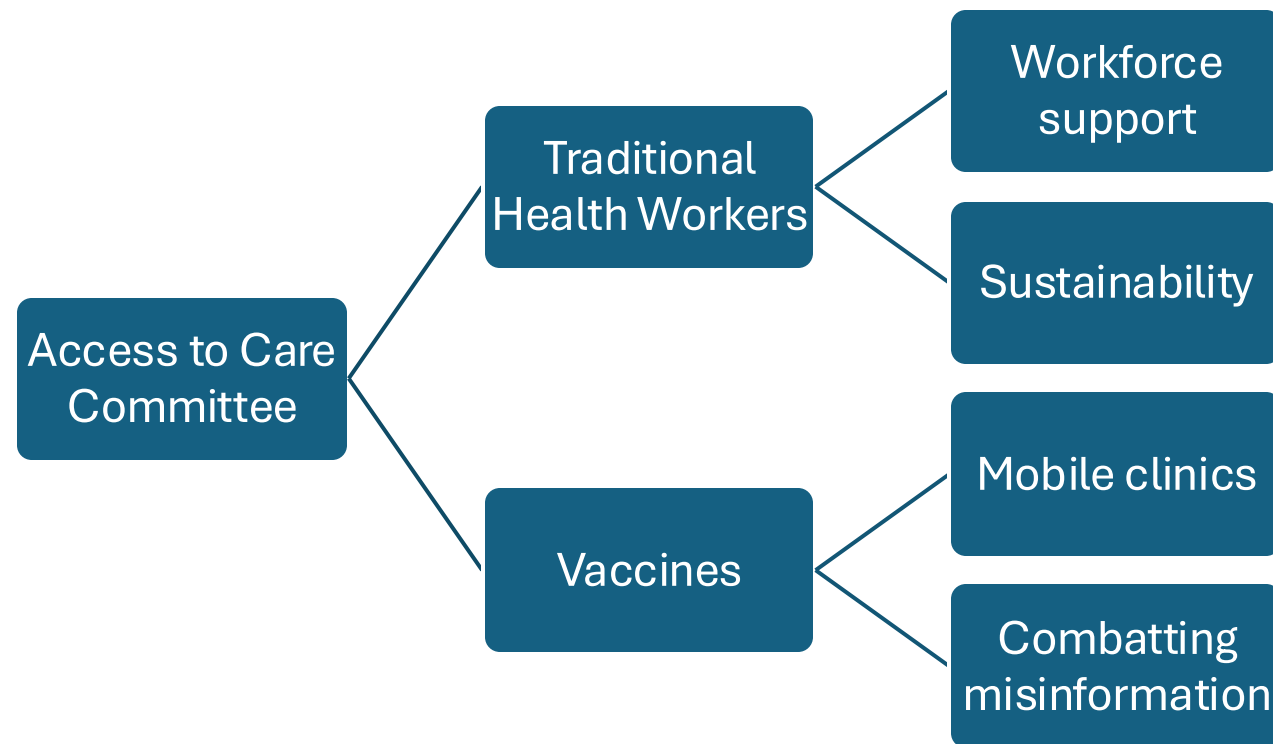 Access to Care
Committee
Traditional
Health Workers
Workforce
support
Sustainability
Vaccines
Mobile clinics
Combatting
misinformation